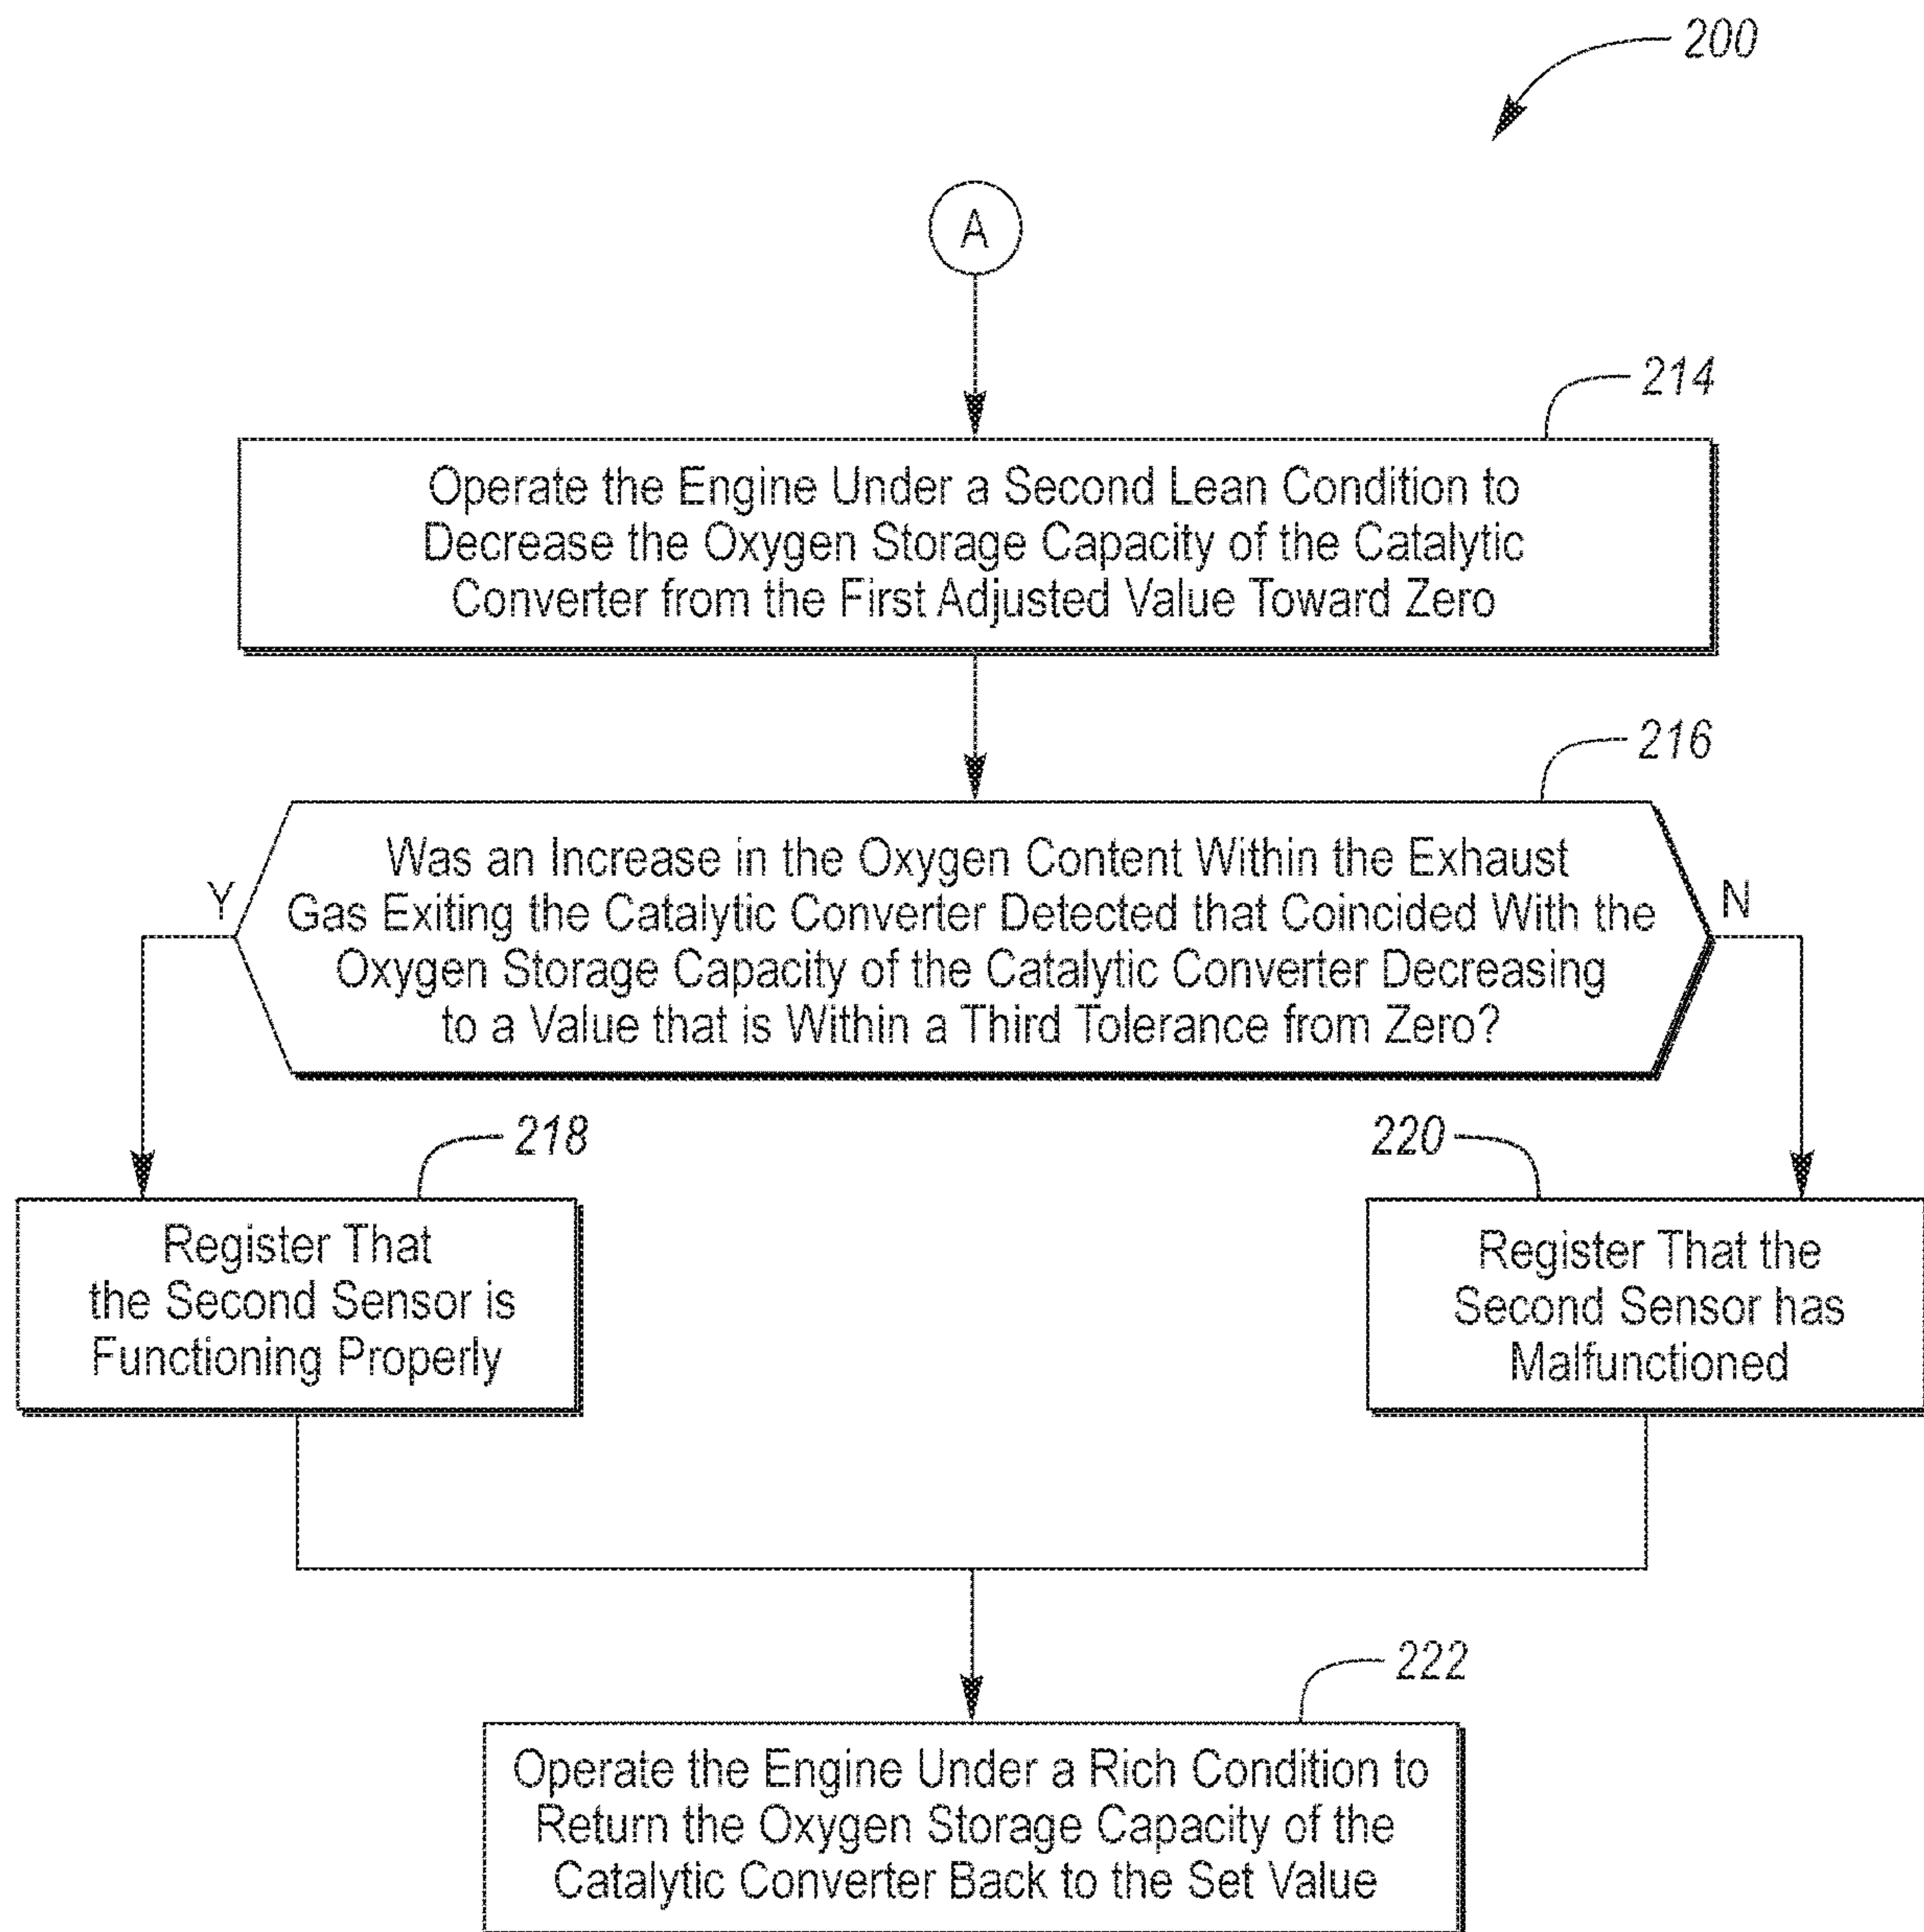 200
A
214
Operate the Engine Under a Second Lean Condition to
Decrease the Oxygen Storage Capacity of the Catalytic
Converter from the First Adjusted Value Toward Zero
216
Was an Increase in the Oxygen Content Within the Exhaust
Gas Exiting the Catalytic Converter Detected that Coincided With the
Oxygen Storage Capacity of the Catalytic Converter Decreasing
to a Value that is Within a Third Tolerance from Zero?
Y
N
218
Register That
the Second Sensor is
Functioning Properly
220
Register That the
Second Sensor has
Malfunctioned
222
Operate the Engine Under a Rich Condition to
Return the Oxygen Storage Capacity of the
Catalytic Converter Back to the Set Value